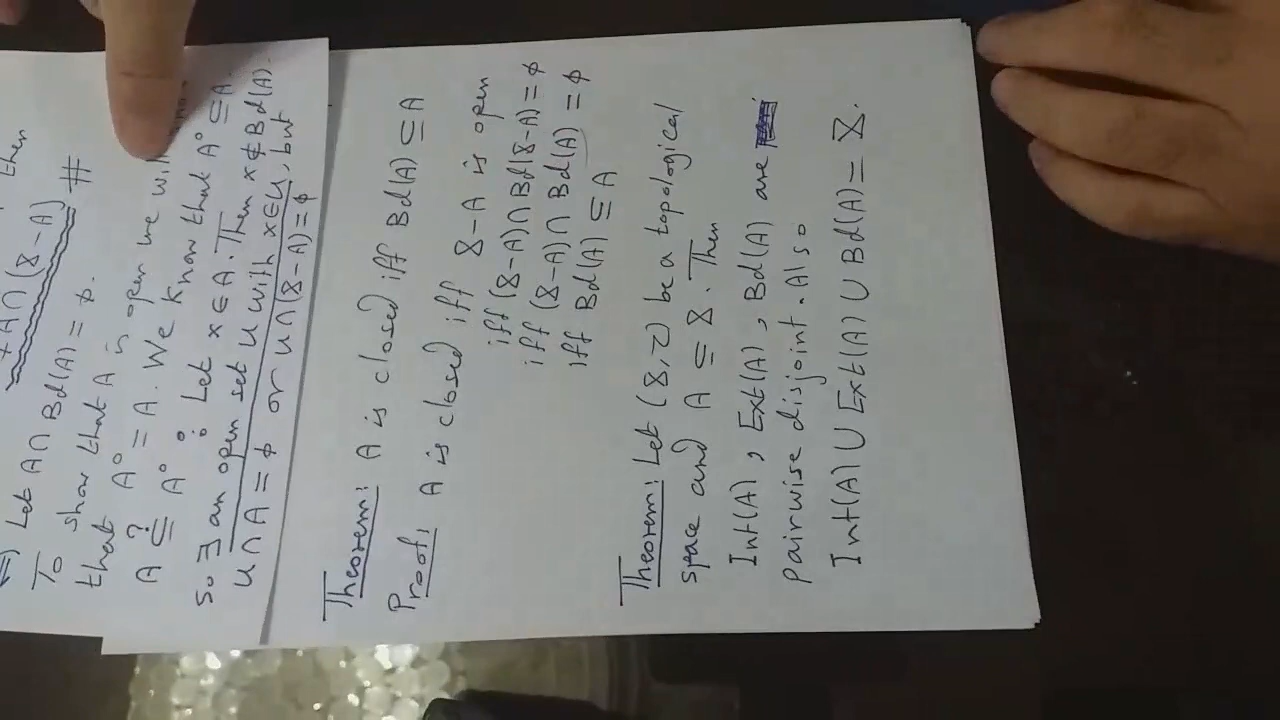 then
A ∩ (X − A)
(⇐) Let A ∩ Bd(A) = φ. #
To show that A is open we
that A° = A. We know that A° ⊆ A.
A ⊆? A° : Let x ∈ A. Then x ∉ Bd(A).
So ∃ an open set U with x ∈ U, but
U ∩ A = φ or U ∩ (X − A) = φ
Theorem: A is closed iff Bd(A) ⊆ A
Proof: A is closed iff X − A is open
iff (X − A) ∩ Bd(X − A) = φ
iff (X − A) ∩ Bd(A) = φ
iff Bd(A) ⊆ A
Theorem: Let (X, τ) be a topological
space and A ⊆ X. Then
Int(A), Ext(A), Bd(A) are
pairwise disjoint. Also
Int(A) ∪ Ext(A) ∪ Bd(A) = X.